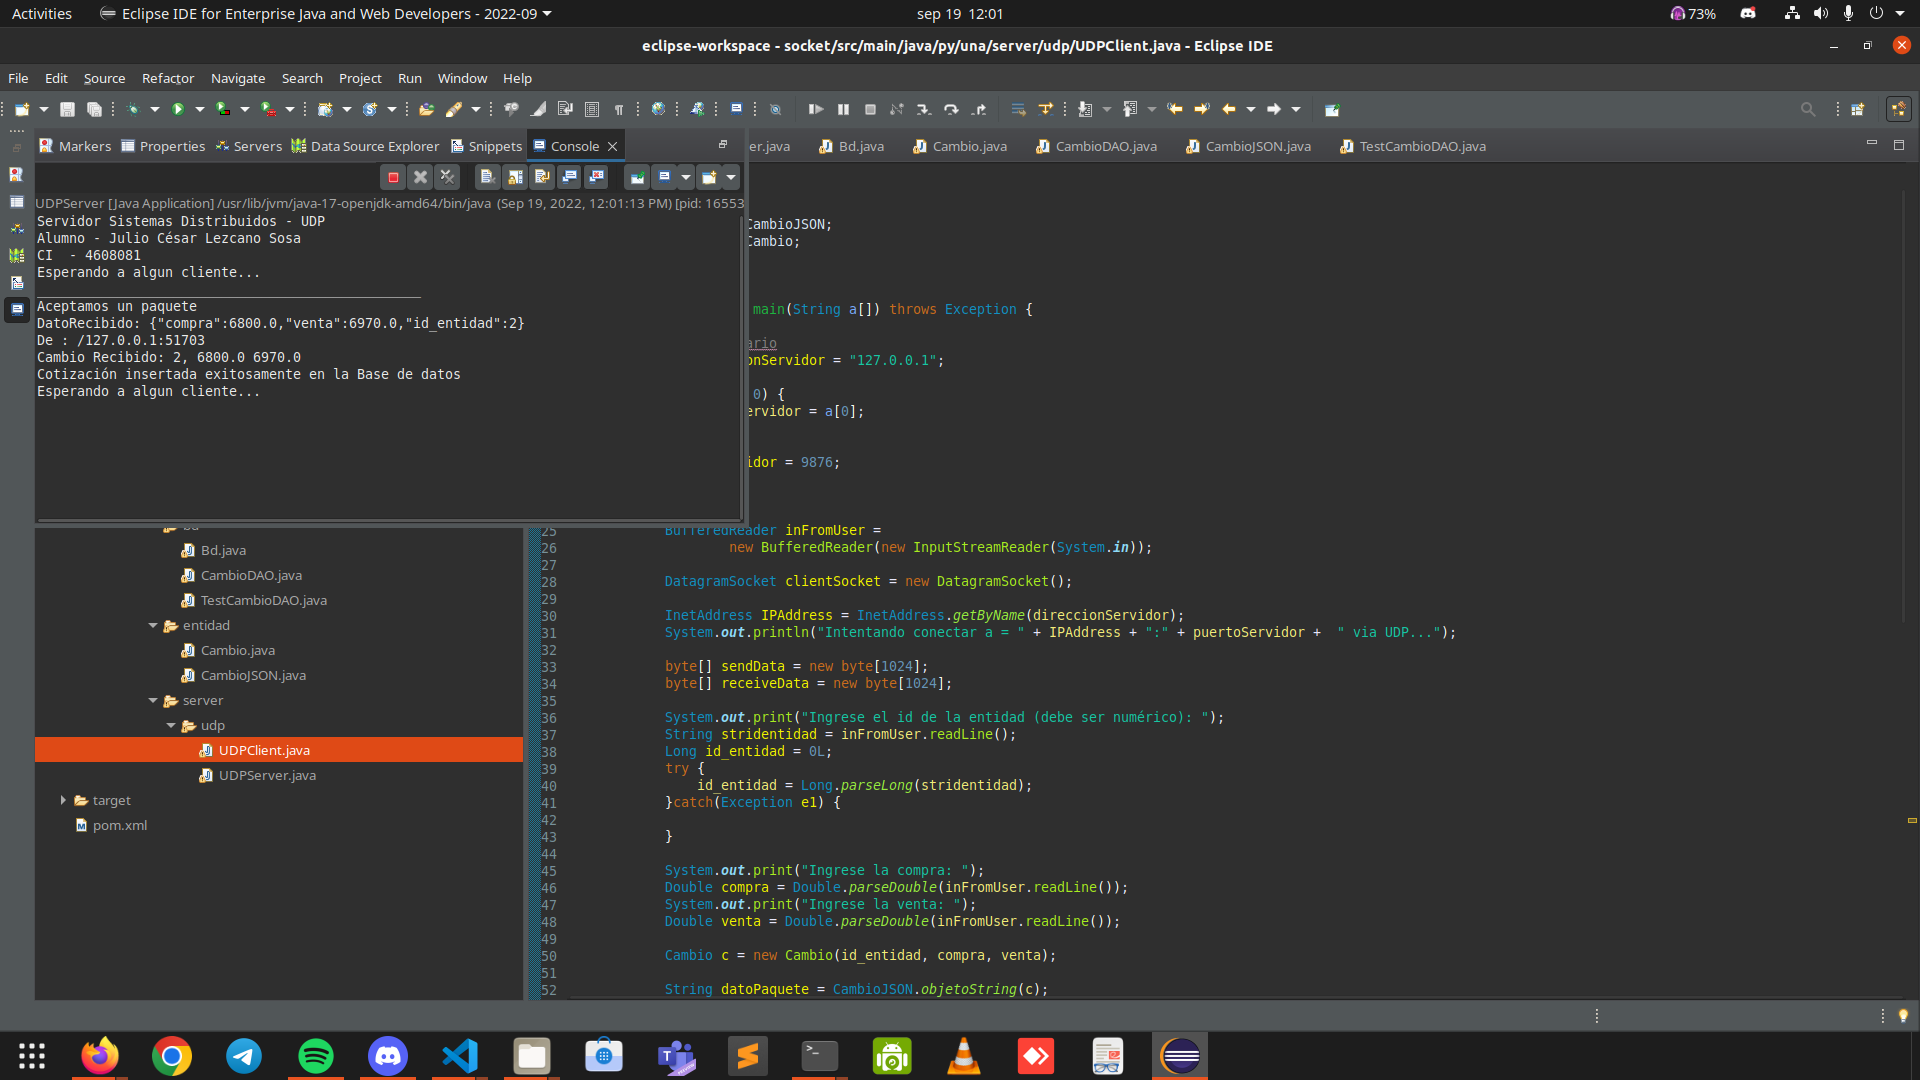 Activities
Eclipse IDE for Enterprise Java and Web Developers - 2022-09
sep 19 12:01
73%
eclipse-workspace - socket/src/main/java/py/una/server/udp/UDPClient.java - Eclipse IDE
File Edit Source Refactor Navigate Search Project Run Window Help
Markers Properties Servers Data Source Explorer Snippets Console
er.java Bd.java Cambio.java CambioDAO.java CambioJSON.java TestCambioDAO.java
UDPServer [Java Application] /usr/lib/jvm/java-17-openjdk-amd64/bin/java (Sep 19, 2022, 12:01:13 PM) [pid: 16553
Servidor Sistemas Distribuidos - UDP
Alumno - Julio César Lezcano Sosa
CI  - 4608081
Esperando a algun cliente...
________________________________________________
Aceptamos un paquete
DatoRecibido: {"compra":6800.0,"venta":6970.0,"id_entidad":2}
De : /127.0.0.1:51703
Cambio Recibido: 2, 6800.0 6970.0
Cotización insertada exitosamente en la Base de datos
Esperando a algun cliente...
CambioJSON;
Cambio;
main(String a[]) throws Exception {
ario
onServidor = "127.0.0.1";
0) {
ervidor = a[0];
idor = 9876;
bd
Bd.java
CambioDAO.java
TestCambioDAO.java
entidad
Cambio.java
CambioJSON.java
server
udp
UDPClient.java
UDPServer.java
target
pom.xml
25 BufferedReader inFromUser =
26 new BufferedReader(new InputStreamReader(System.in));
27
28 DatagramSocket clientSocket = new DatagramSocket();
29
30 InetAddress IPAddress = InetAddress.getByName(direccionServidor);
31 System.out.println("Intentando conectar a = " + IPAddress + ":" + puertoServidor +  " via UDP...");
32
33 byte[] sendData = new byte[1024];
34 byte[] receiveData = new byte[1024];
35
36 System.out.print("Ingrese el id de la entidad (debe ser numérico): ");
37 String stridentidad = inFromUser.readLine();
38 Long id_entidad = 0L;
39 try {
40 id_entidad = Long.parseLong(stridentidad);
41 }catch(Exception e1) {
42
43 }
44
45 System.out.print("Ingrese la compra: ");
46 Double compra = Double.parseDouble(inFromUser.readLine());
47 System.out.print("Ingrese la venta: ");
48 Double venta = Double.parseDouble(inFromUser.readLine());
49
50 Cambio c = new Cambio(id_entidad, compra, venta);
51
52 String datoPaquete = CambioJSON.objetoString(c);